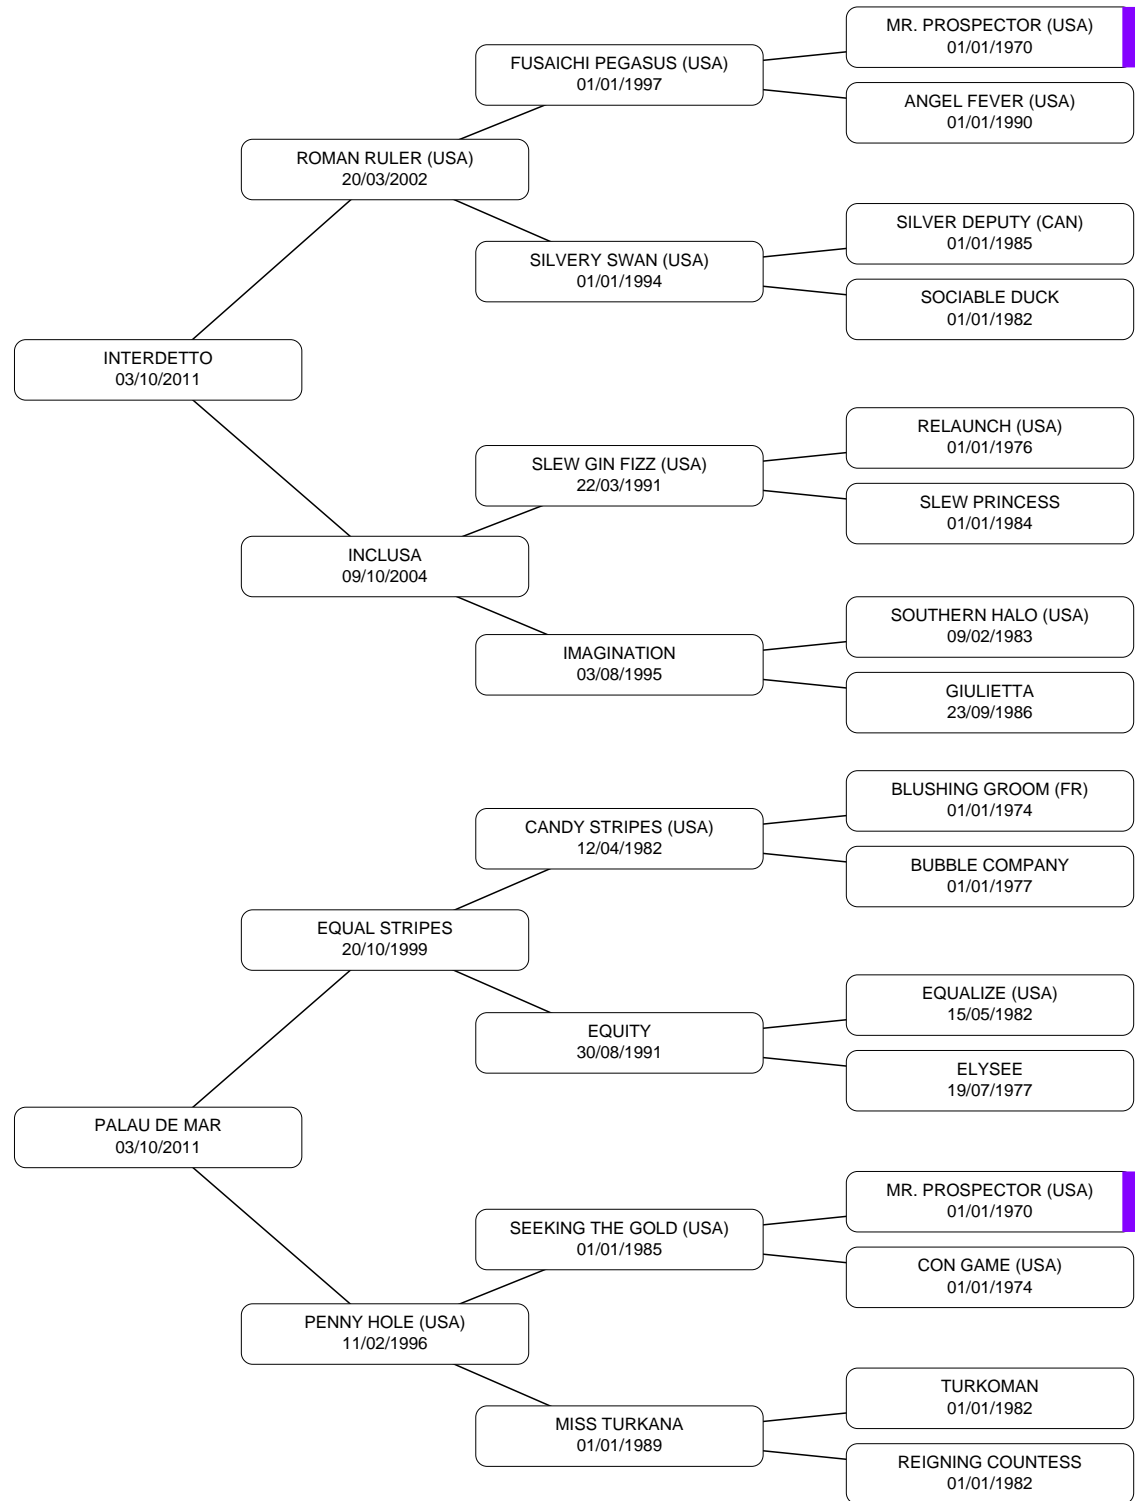 MR. PROSPECTOR (USA)
01/01/1970
FUSAICHI PEGASUS (USA)
01/01/1997
ANGEL FEVER (USA)
01/01/1990
ROMAN RULER (USA)
20/03/2002
SILVER DEPUTY (CAN)
01/01/1985
SILVERY SWAN (USA)
01/01/1994
SOCIABLE DUCK
01/01/1982
INTERDETTO
03/10/2011
RELAUNCH (USA)
01/01/1976
SLEW GIN FIZZ (USA)
22/03/1991
SLEW PRINCESS
01/01/1984
INCLUSA
09/10/2004
SOUTHERN HALO (USA)
09/02/1983
IMAGINATION
03/08/1995
GIULIETTA
23/09/1986
BLUSHING GROOM (FR)
01/01/1974
CANDY STRIPES (USA)
12/04/1982
BUBBLE COMPANY
01/01/1977
EQUAL STRIPES
20/10/1999
EQUALIZE (USA)
15/05/1982
EQUITY
30/08/1991
ELYSEE
19/07/1977
PALAU DE MAR
03/10/2011
MR. PROSPECTOR (USA)
01/01/1970
SEEKING THE GOLD (USA)
01/01/1985
CON GAME (USA)
01/01/1974
PENNY HOLE (USA)
11/02/1996
TURKOMAN
01/01/1982
MISS TURKANA
01/01/1989
REIGNING COUNTESS
01/01/1982